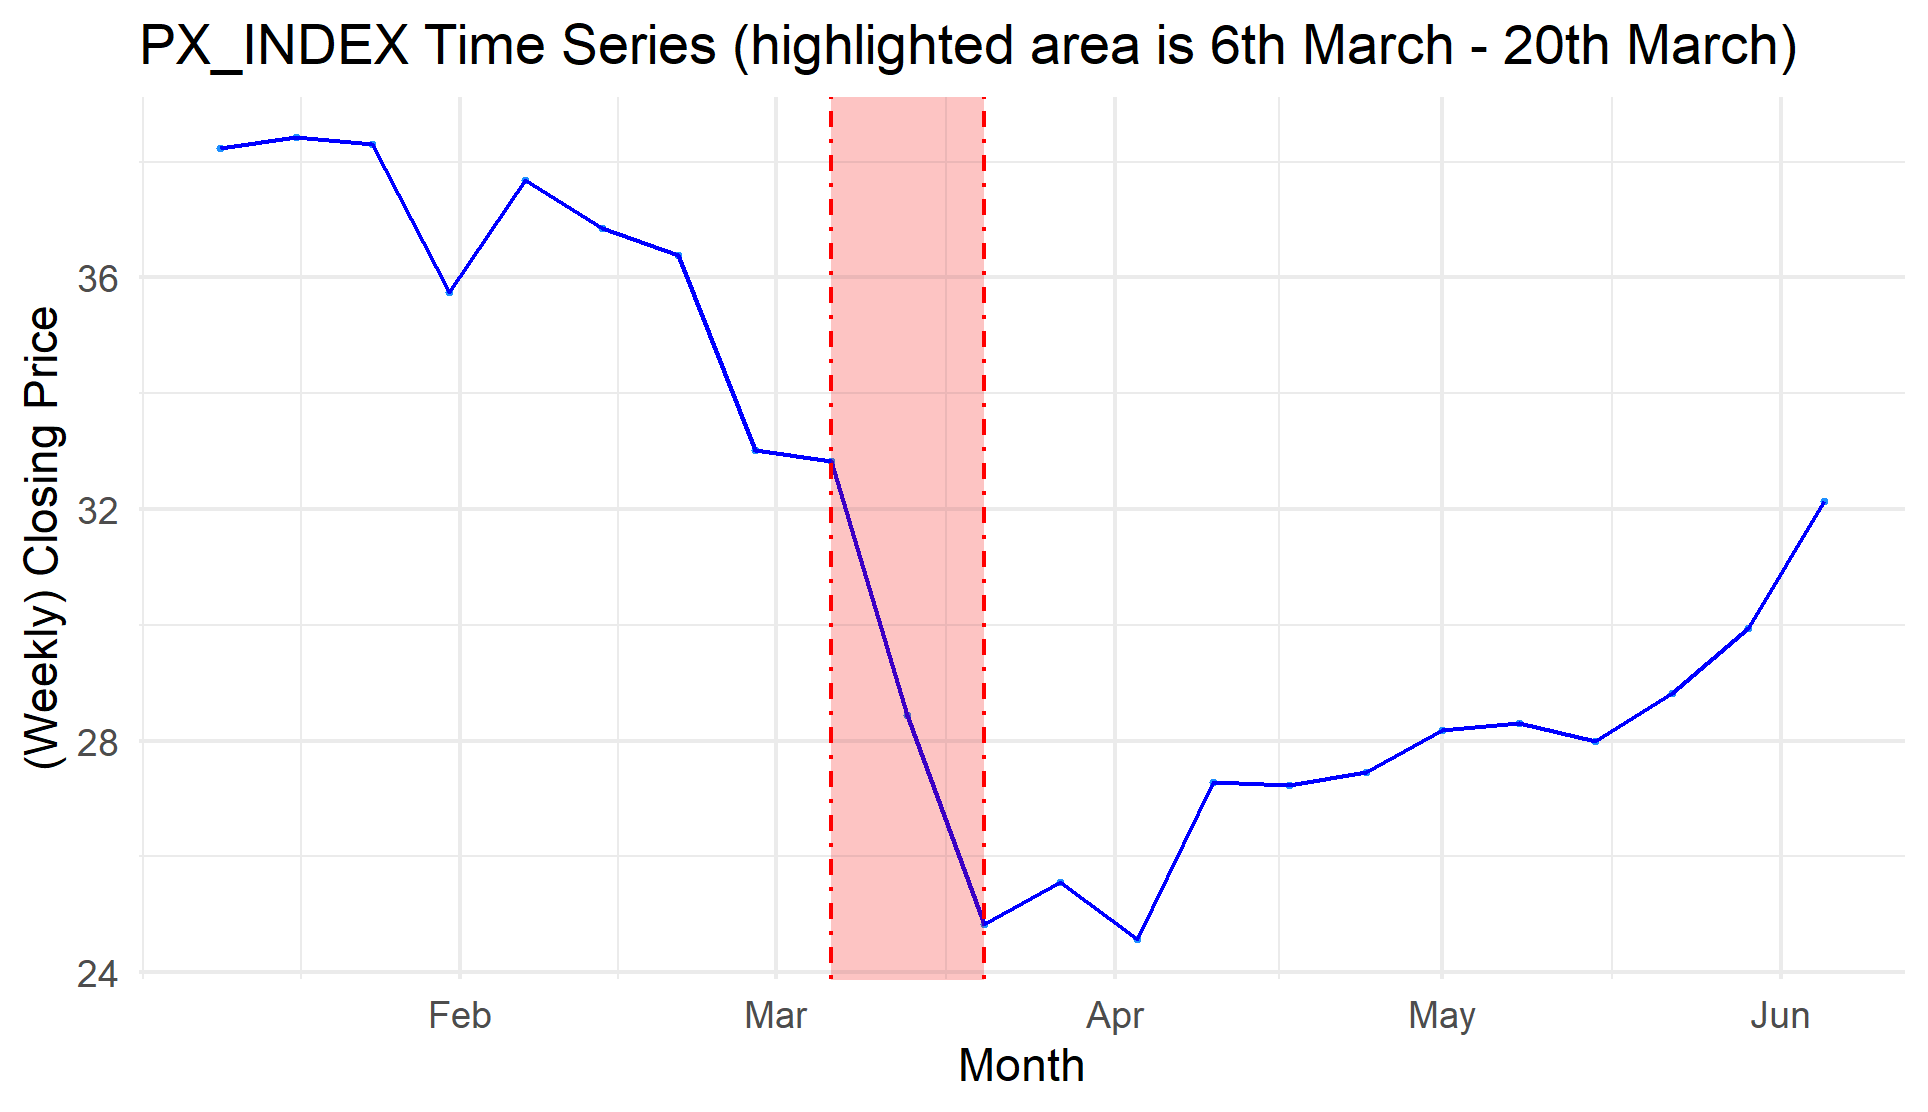 PX_INDEX Time Series (highlighted area is 6th March - 20th March)
(Weekly) Closing Price
36
32
28
24
Feb
Mar
Apr
May
Jun
Month